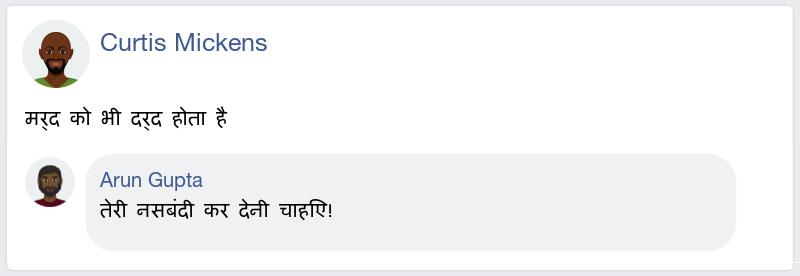 Curtis Mickens
मर्द को भी दर्द होता है
Arun Gupta
तेरी नसबंदी कर देनी चाहिए!